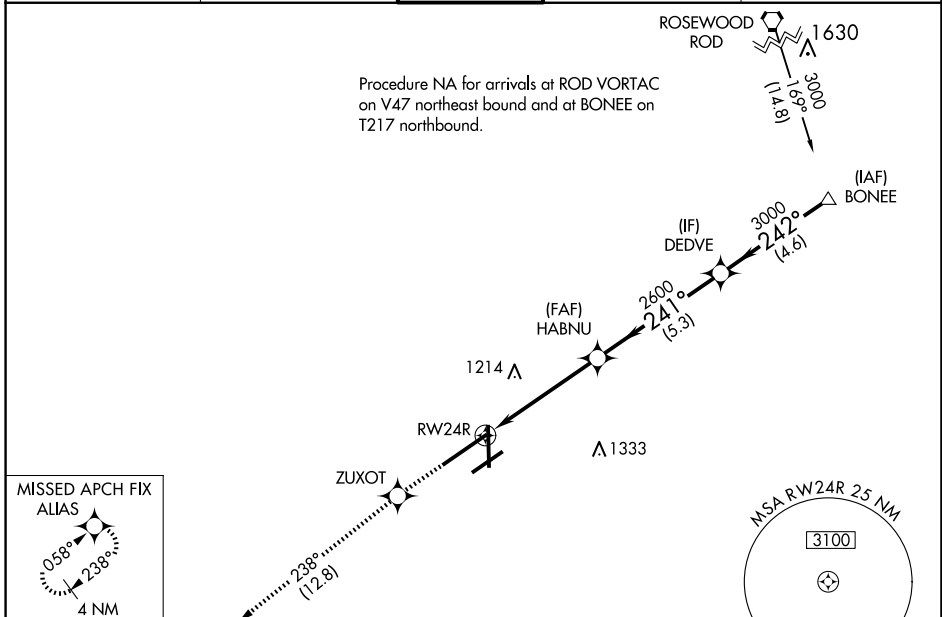 ROSEWOOD
ROD
1630
Procedure NA for arrivals at ROD VORTAC
on V47 northeast bound and at BONEE on
T217 northbound.
3000
169°
(14.8)
(IAF)
BONEE
3000
242°
(4.6)
(IF)
DEDVE
2600
241°
(5.3)
(FAF)
HABNU
1214
RW24R
1333
ZUXOT
238°
(12.8)
MISSED APCH FIX
ALIAS
058°
238°
4 NM
MSA RW24R 25 NM
3100